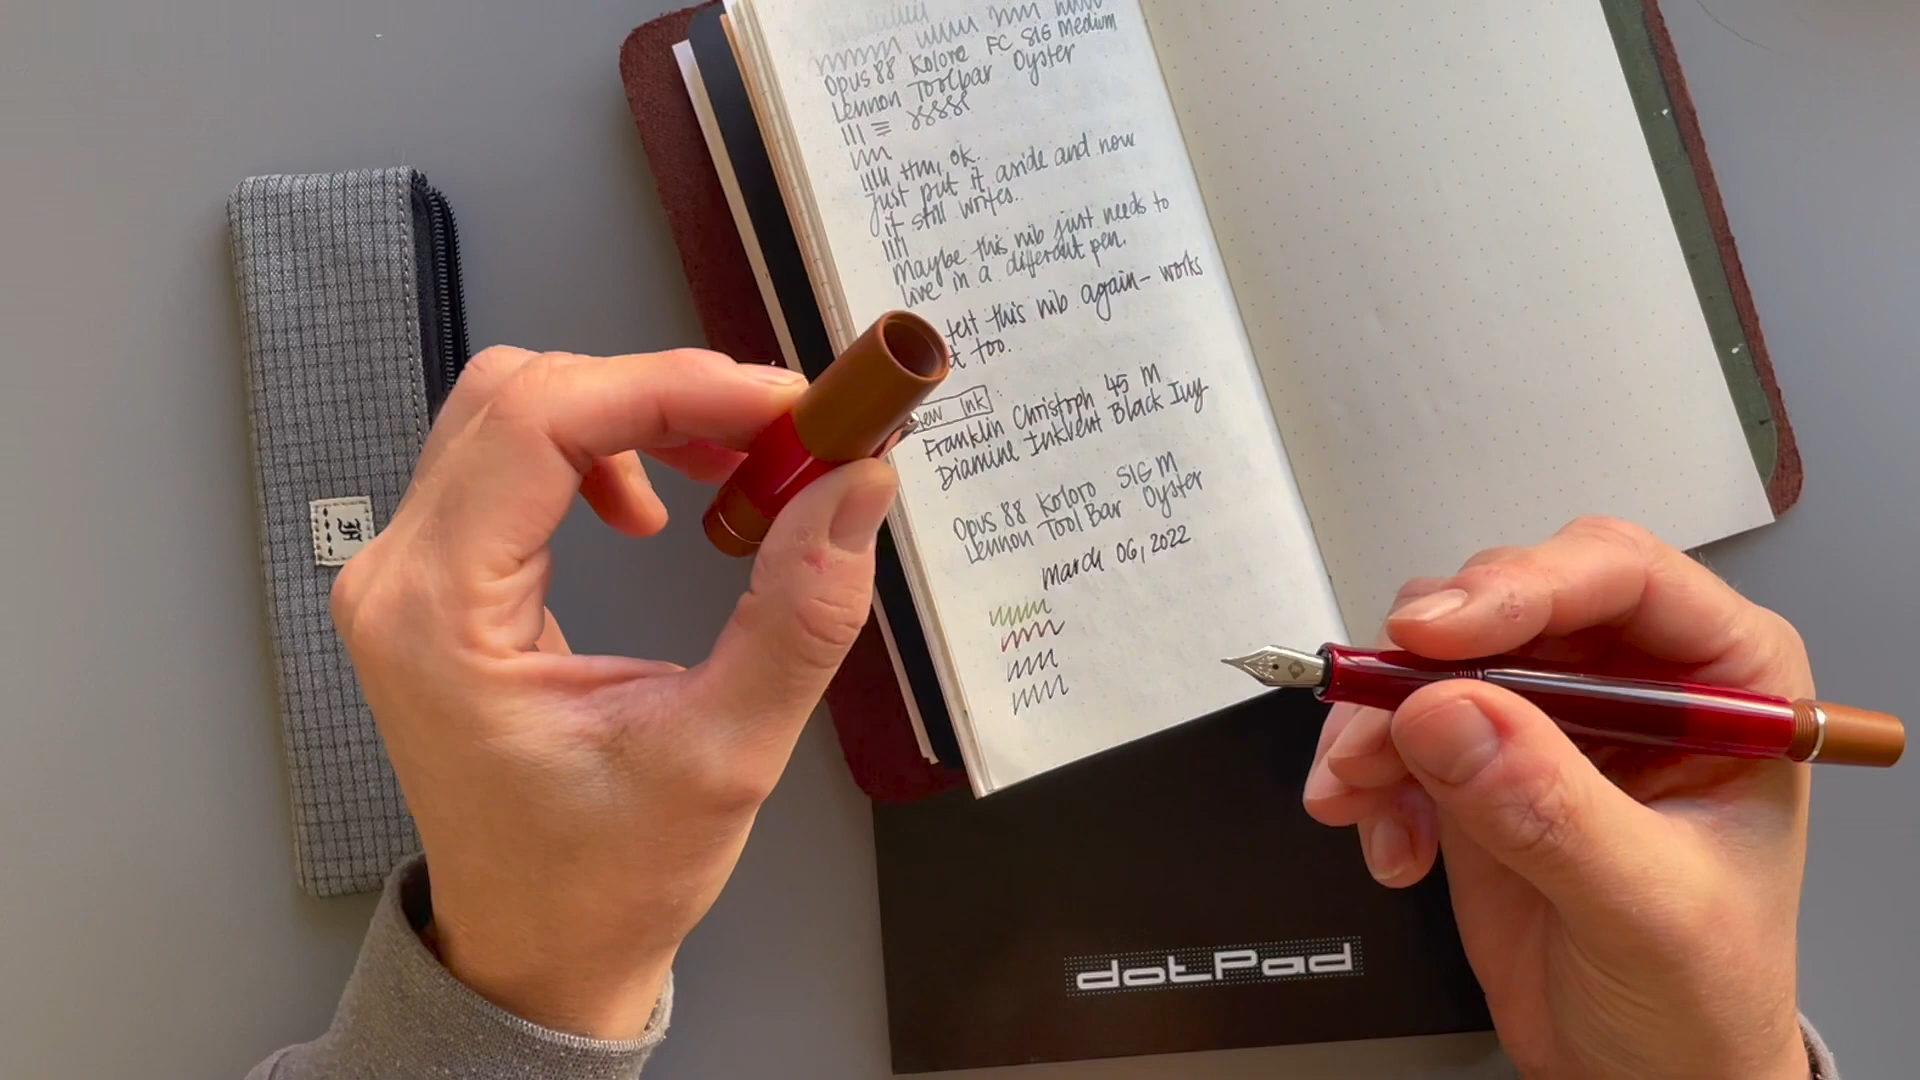 Opus 88 Koloro FC SIG Medium
Lennon Toolbar Oyster
Hm, ok.
Just put it aside and now
it still writes.
Maybe this nib just needs to
live in a different pen.
felt this nib again - works
too.
Ink
Franklin Christoph 45 M
Diamine Inkvent Black Ivy
Opus 88 Koloro SIG M
Lennon Tool Bar Oyster
March 06, 2022
dotPad